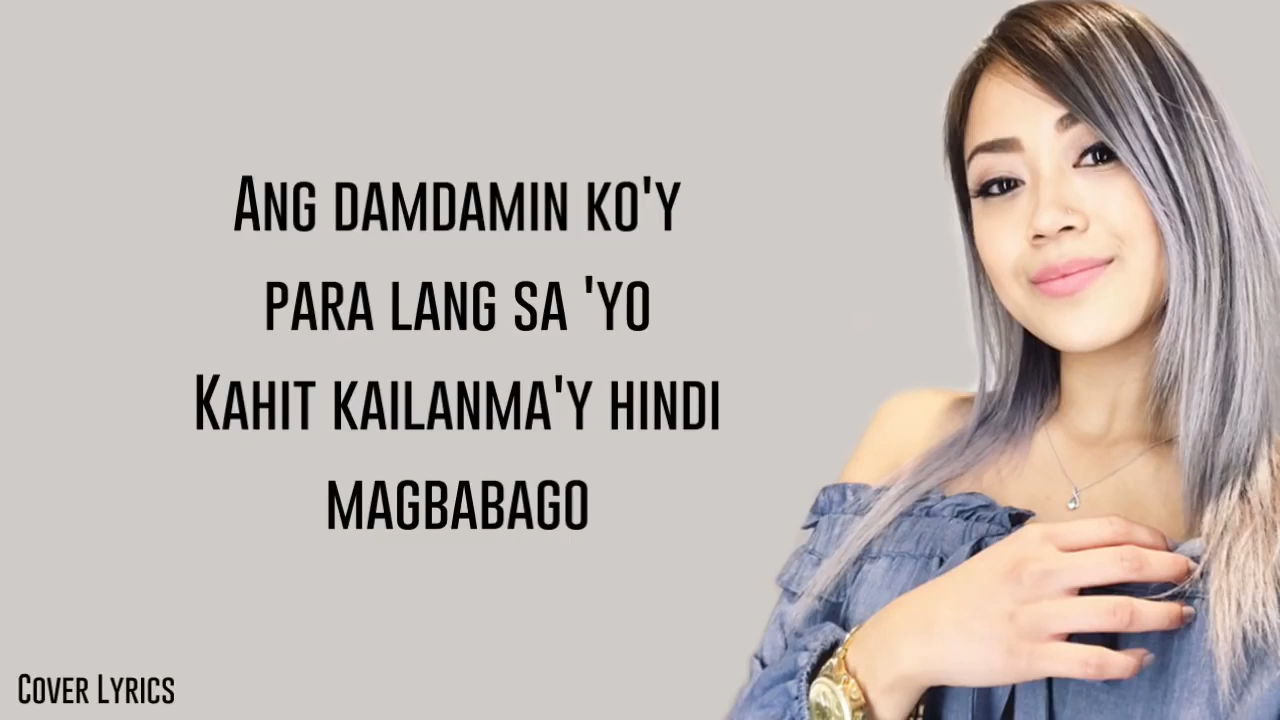 Ang damdamin ko'y
para lang sa 'yo
Kahit kailanma'y hindi
magbabago
Cover Lyrics